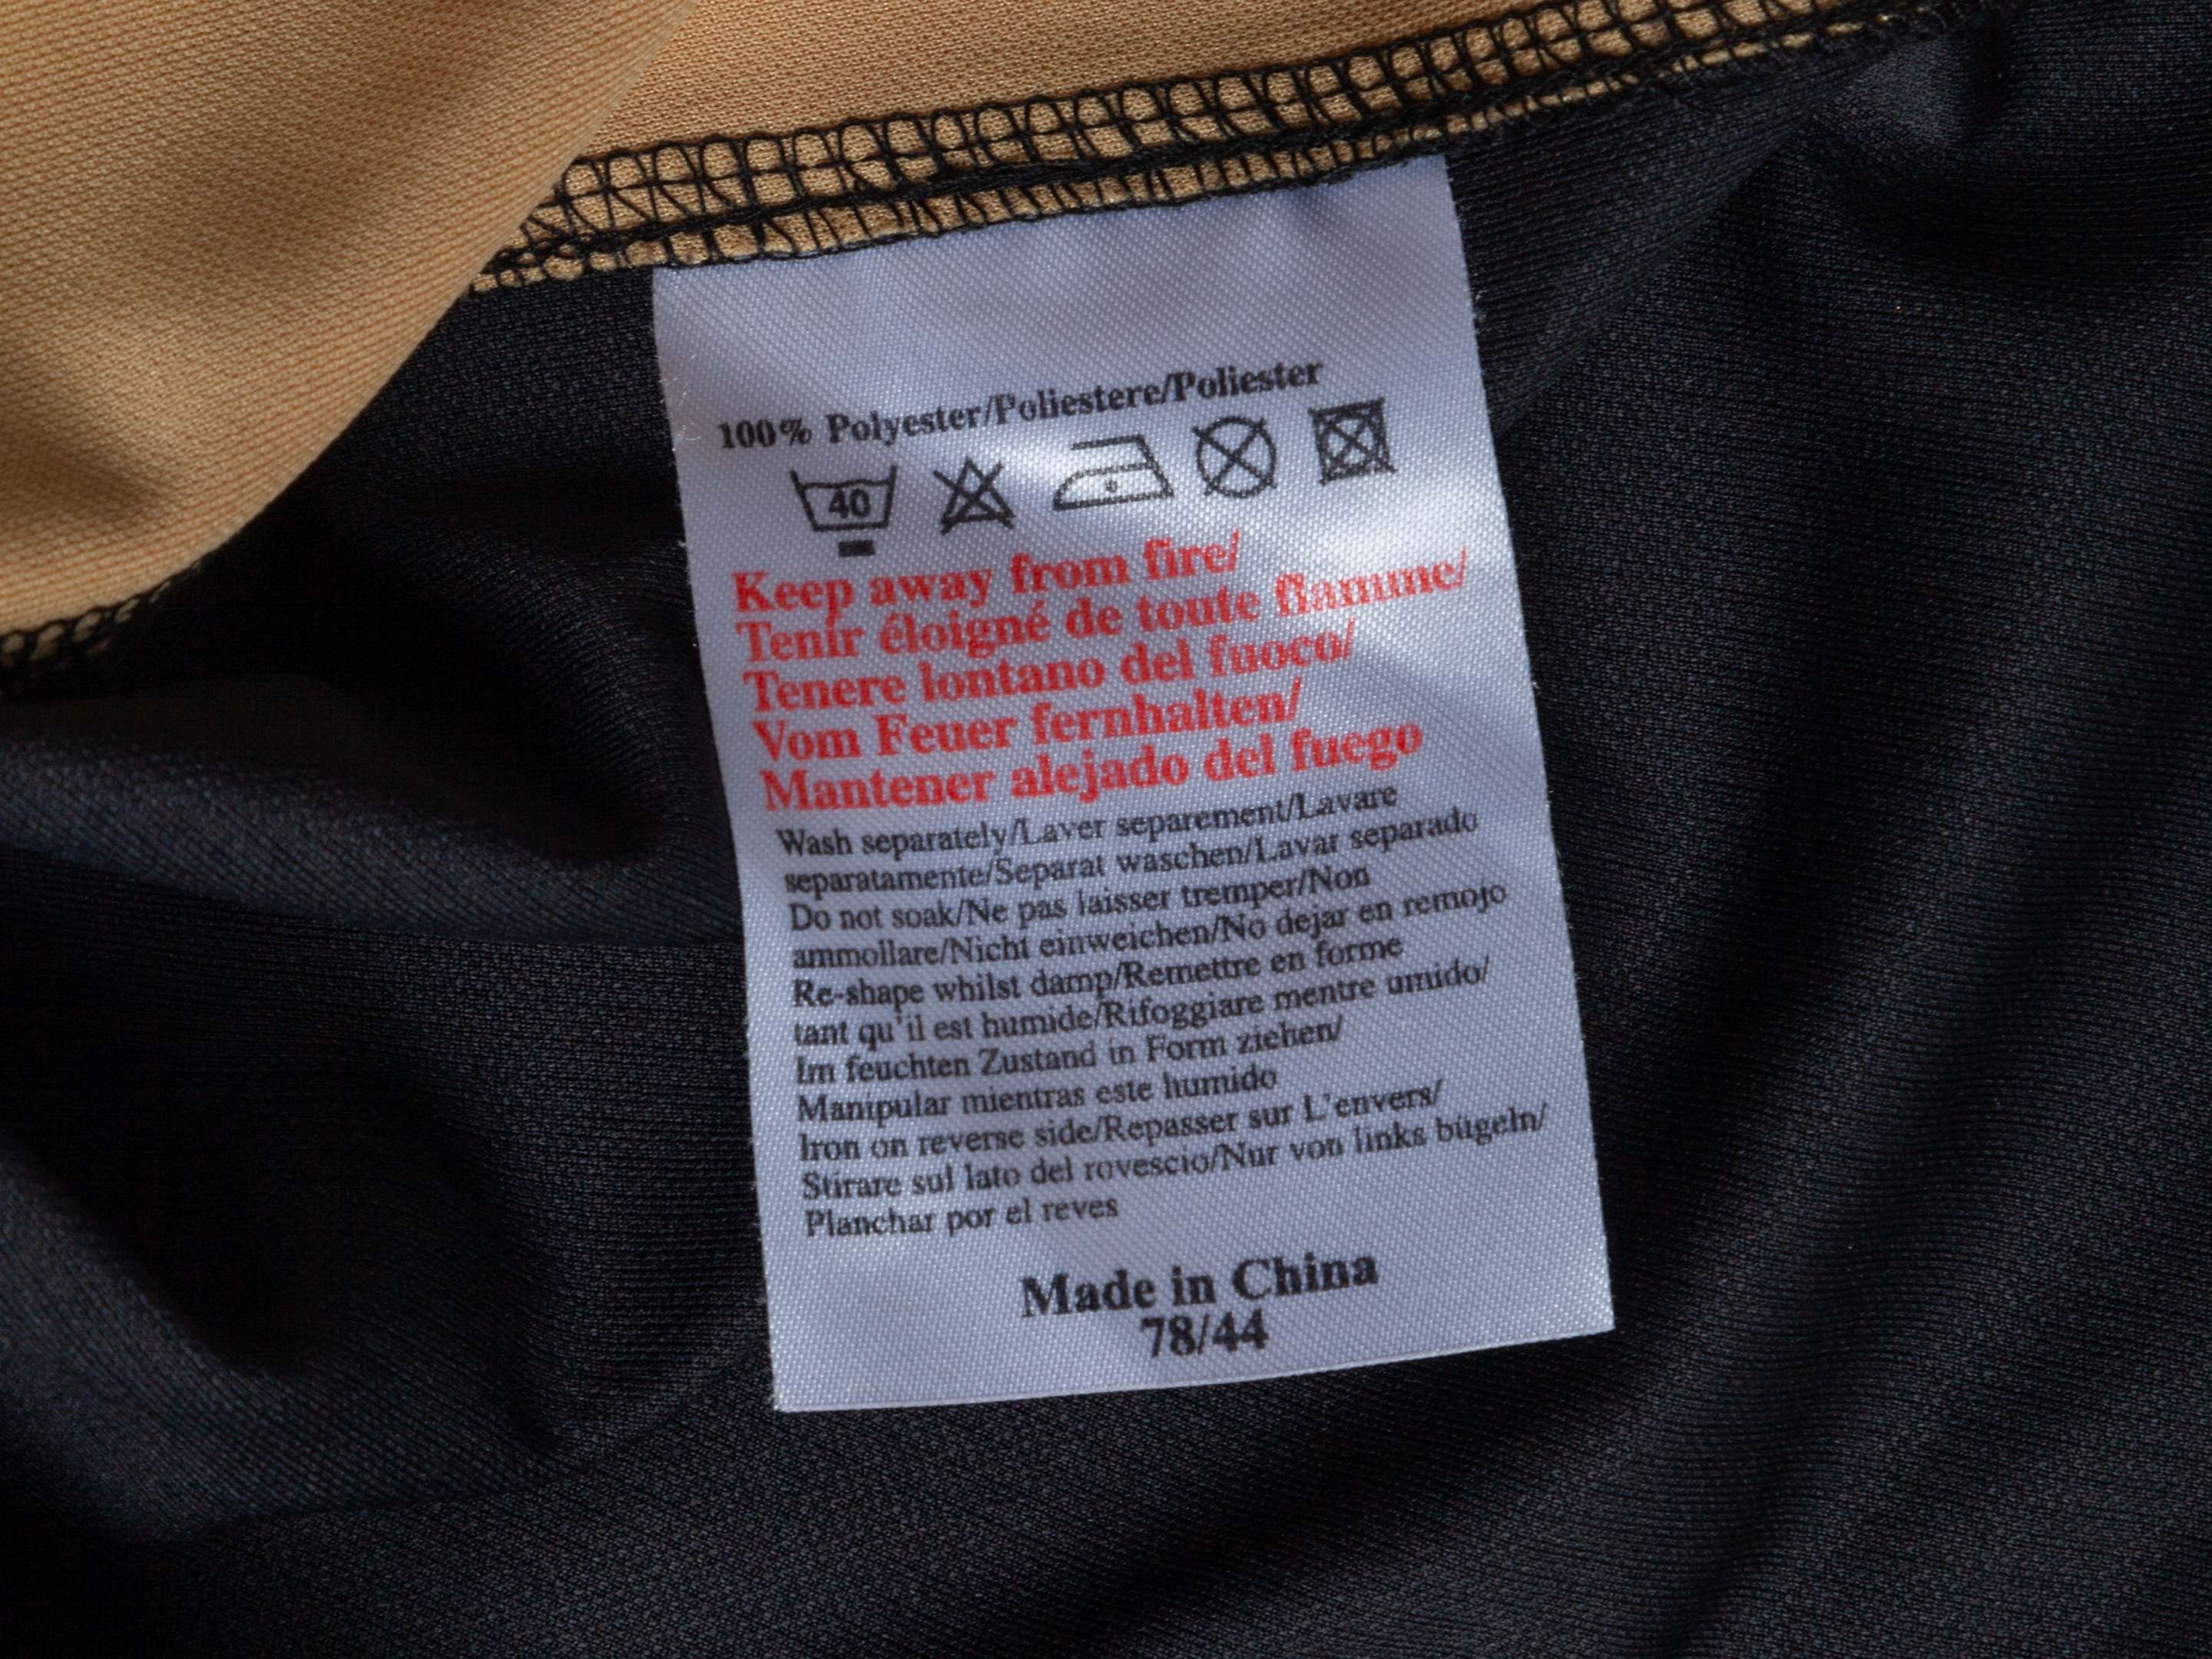 100% Polyester/Poliestere/Poliester
40
Keep away from fire/
Tenir éloigné de toute flamme/
Tenere lontano del fuoco/
Vom Feuer fernhalten/
Mantener alejado del fuego
Wash separately/Laver separement/Lavare
separatamente/Separat waschen/Lavar separado
Do not soak/Ne pas laisser tremper/Non
ammollare/Nicht einweichen/No dejar en remojo
Re-shape whilst damp/Remettre en forme
tant qu'il est humide/Rifoggiare mentre umido/
Im feuchten Zustand in Form ziehen/
Manipular mientras este humido
Iron on reverse side/Repasser sur L'envers/
Stirare sul lato del rovescio/Nur von links bügeln/
Planchar por el reves
Made in China
78/44